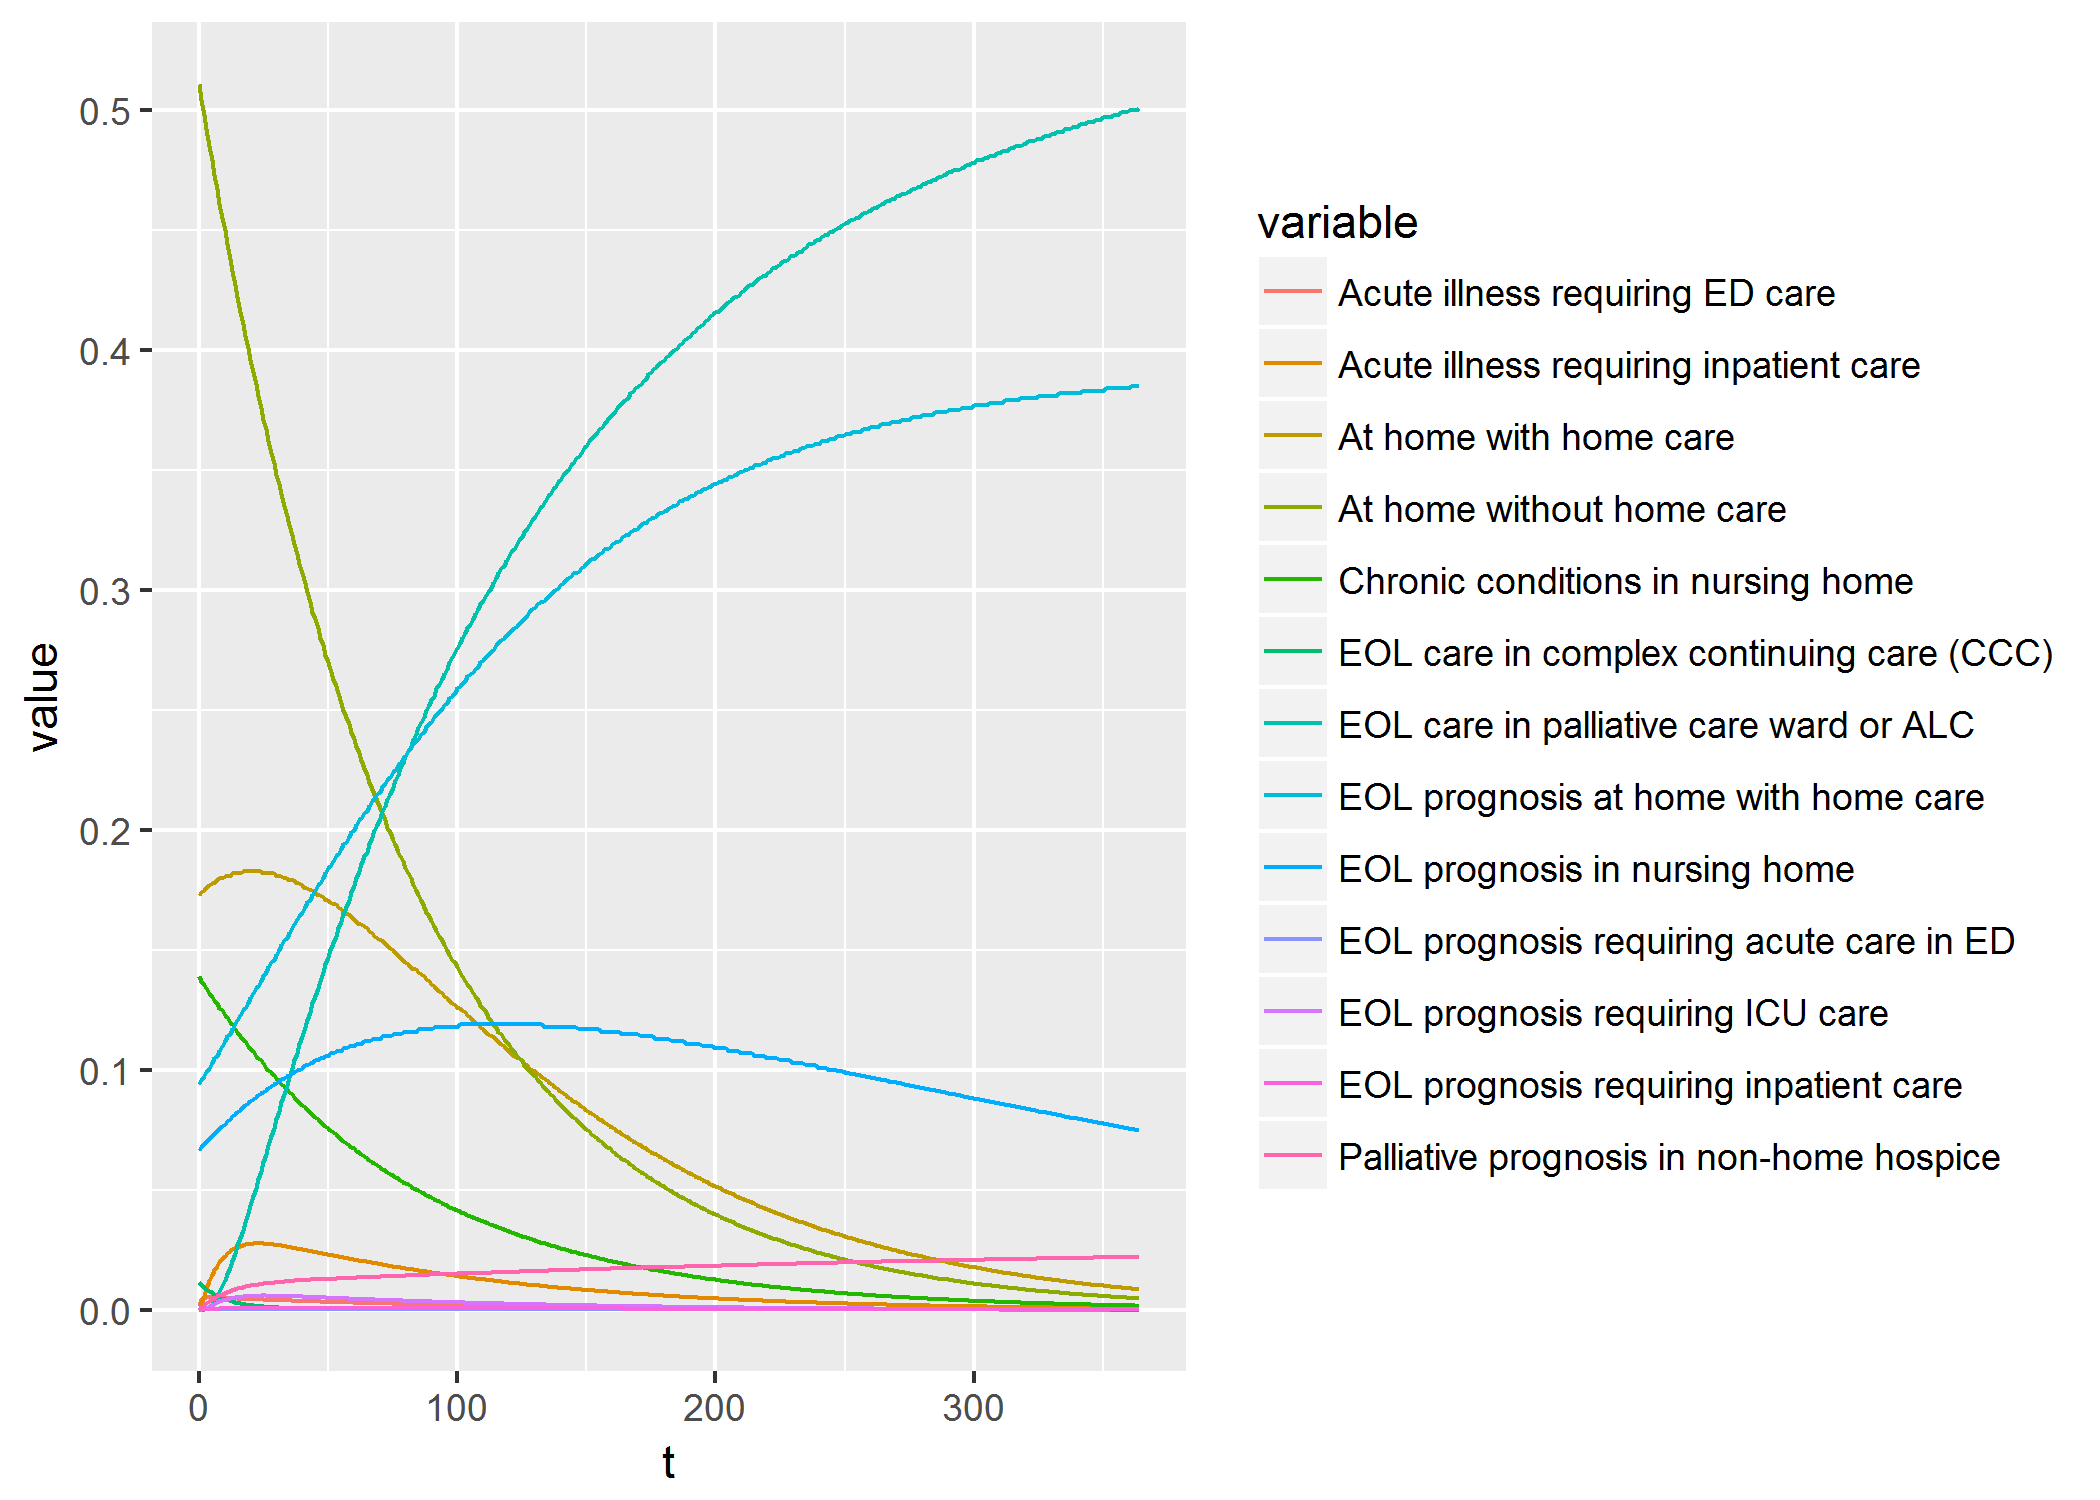 0.5
0.4
0.3
0.2
0.1
0.0
value
0
100
200
300
t
variable
Acute illness requiring ED care
Acute illness requiring inpatient care
At home with home care
At home without home care
Chronic conditions in nursing home
EOL care in complex continuing care (CCC)
EOL care in palliative care ward or ALC
EOL prognosis at home with home care
EOL prognosis in nursing home
EOL prognosis requiring acute care in ED
EOL prognosis requiring ICU care
EOL prognosis requiring inpatient care
Palliative prognosis in non-home hospice